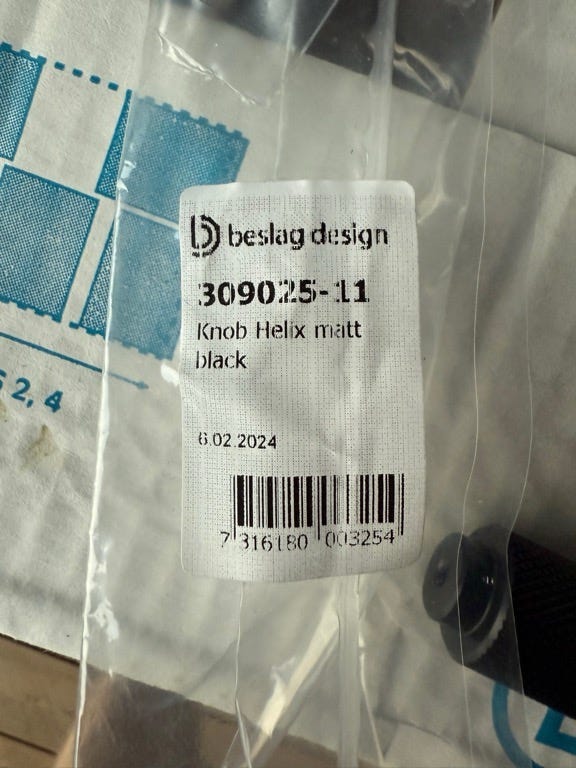 beslag design
309025-11
Knob Helix matt
black
6.02.2024
7 316180 003254
2, 4